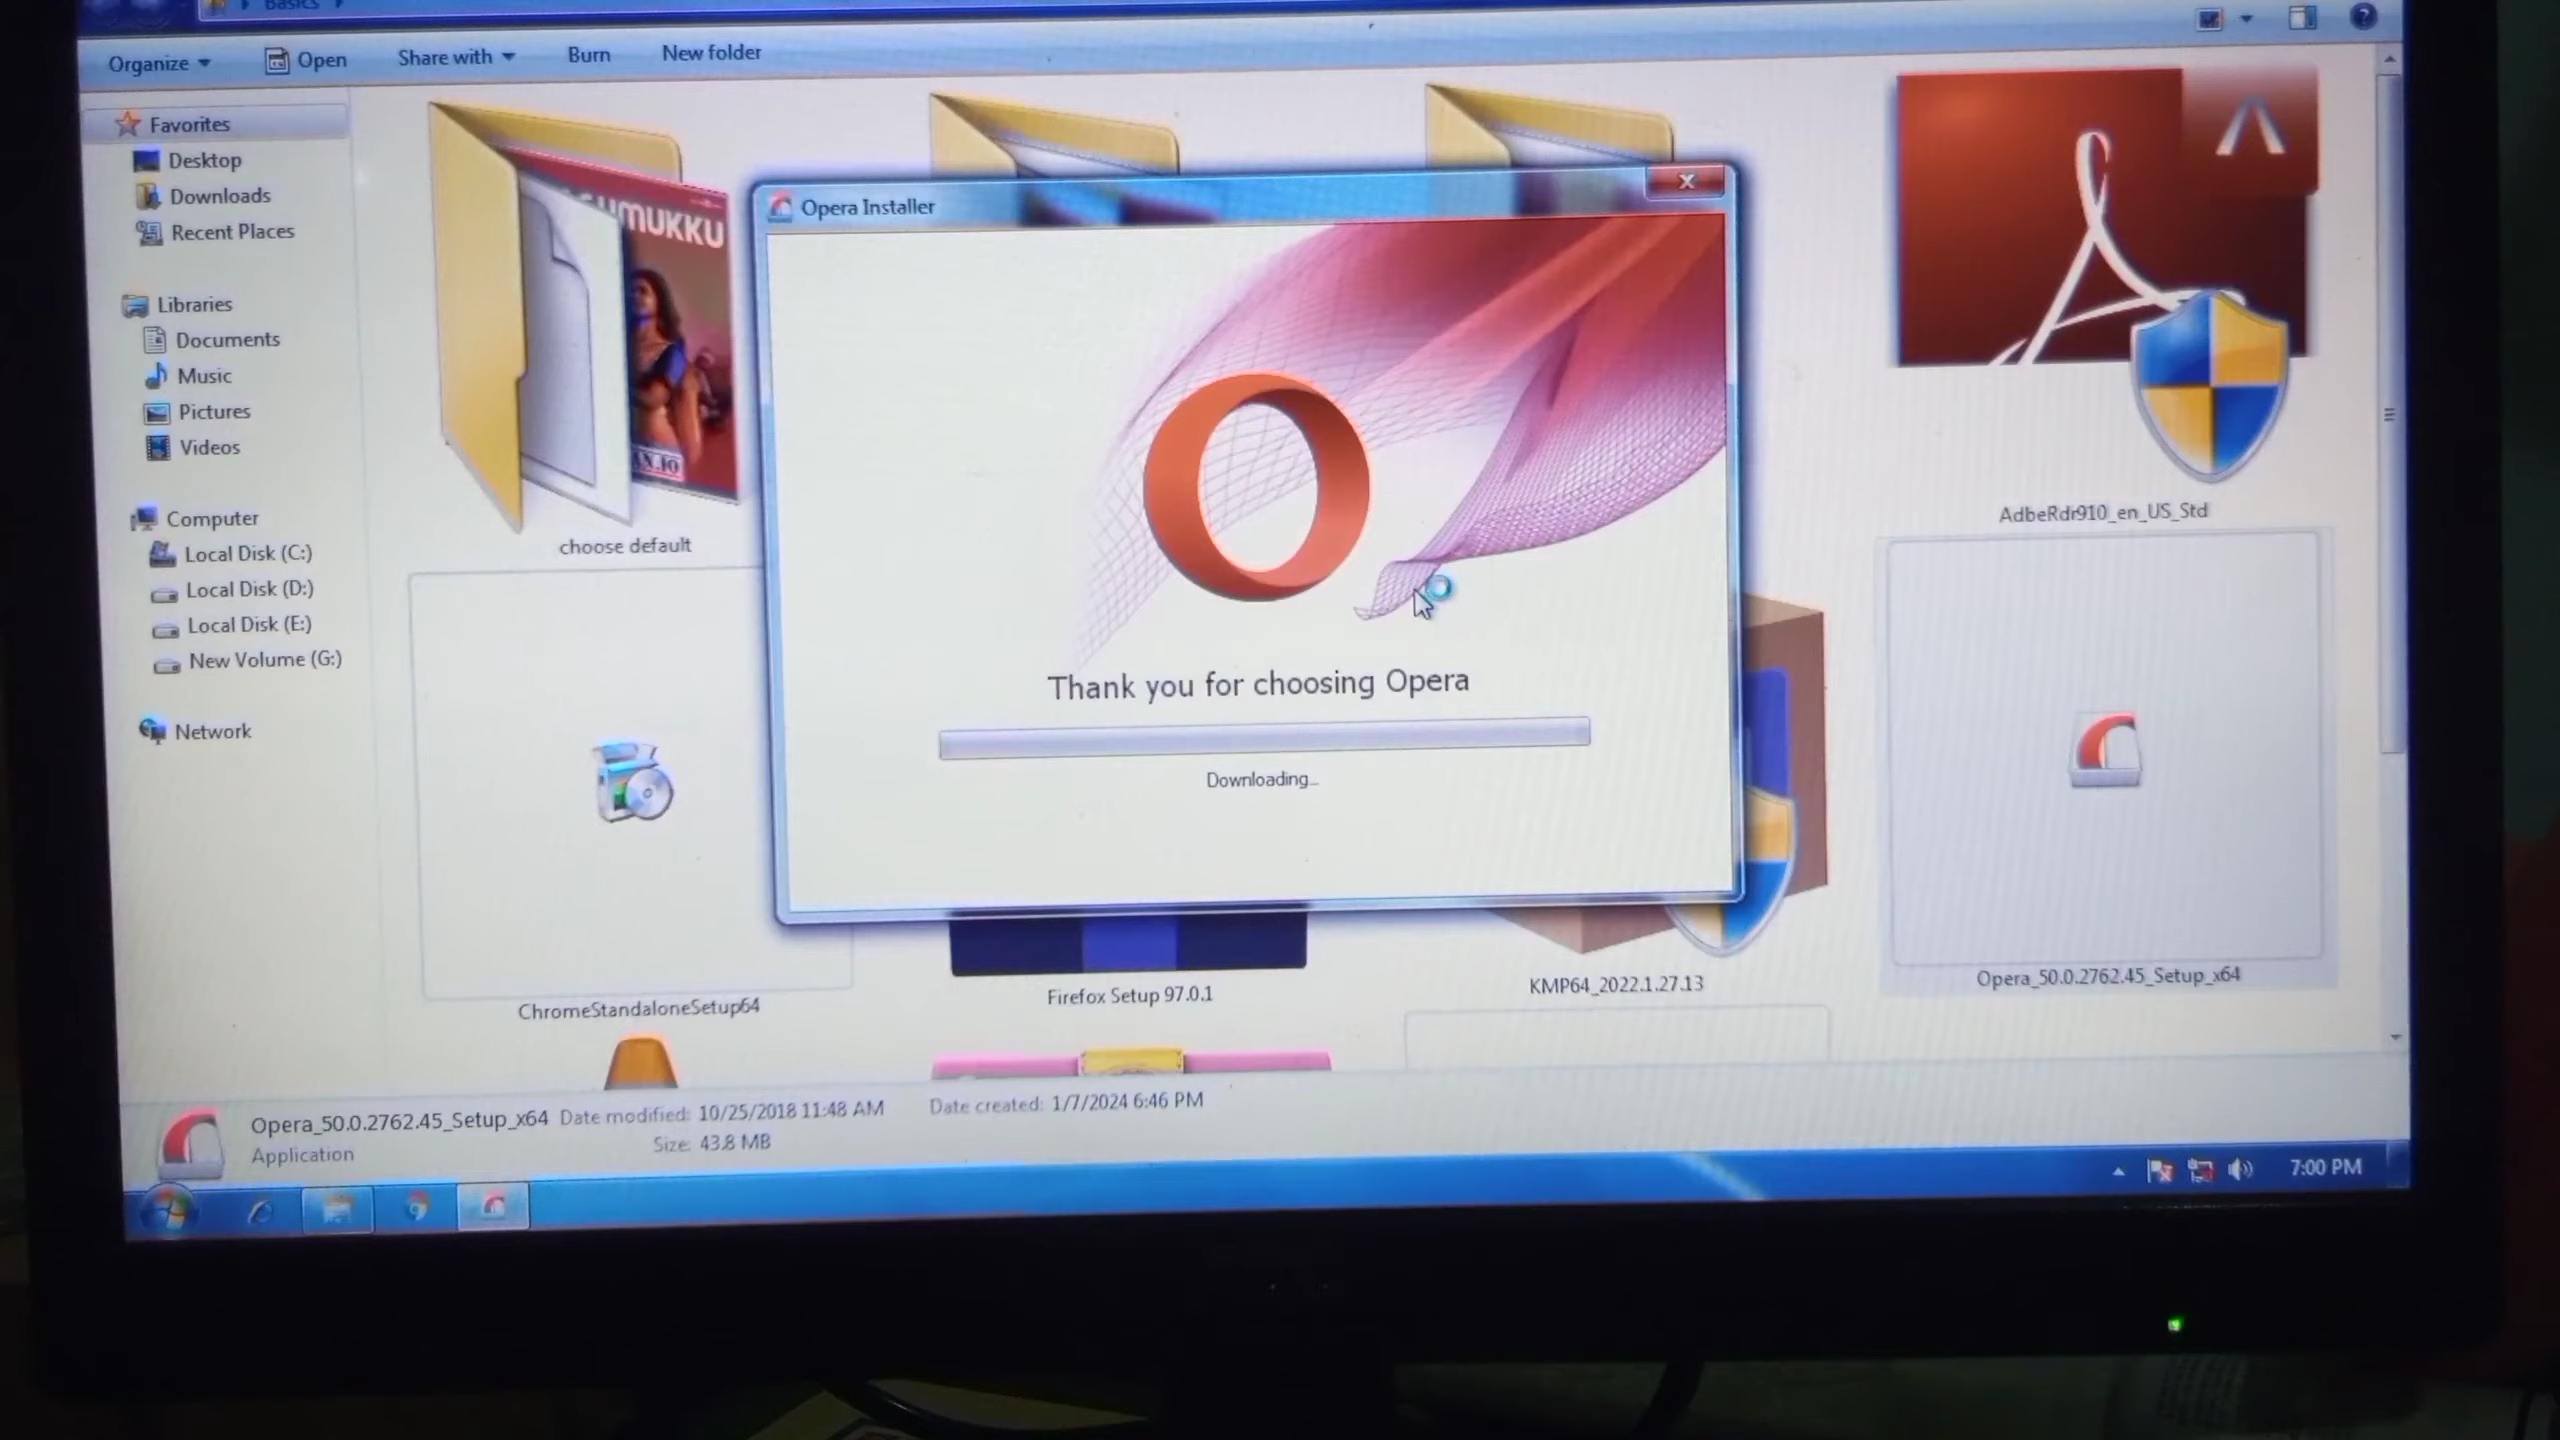 Basics
Organize
Open
Share with
Burn
New folder
Favorites
Desktop
Downloads
Recent Places
Libraries
Documents
Music
Pictures
Videos
Computer
Local Disk (C:)
Local Disk (D:)
Local Disk (E:)
New Volume (G:)
Network
UMUKKU
choose default
Opera Installer
Thank you for choosing Opera
Downloading...
AdbeRdr910_en_US_Std
ChromeStandaloneSetup64
Firefox Setup 97.0.1
KMP64_2022.1.27.13
Opera_50.0.2762.45_Setup_x64
Opera_50.0.2762.45_Setup_x64 Date modified: 10/25/2018 11:48 AM Date created: 1/7/2024 6:46 PM
Application Size: 43.8 MB
7:00 PM